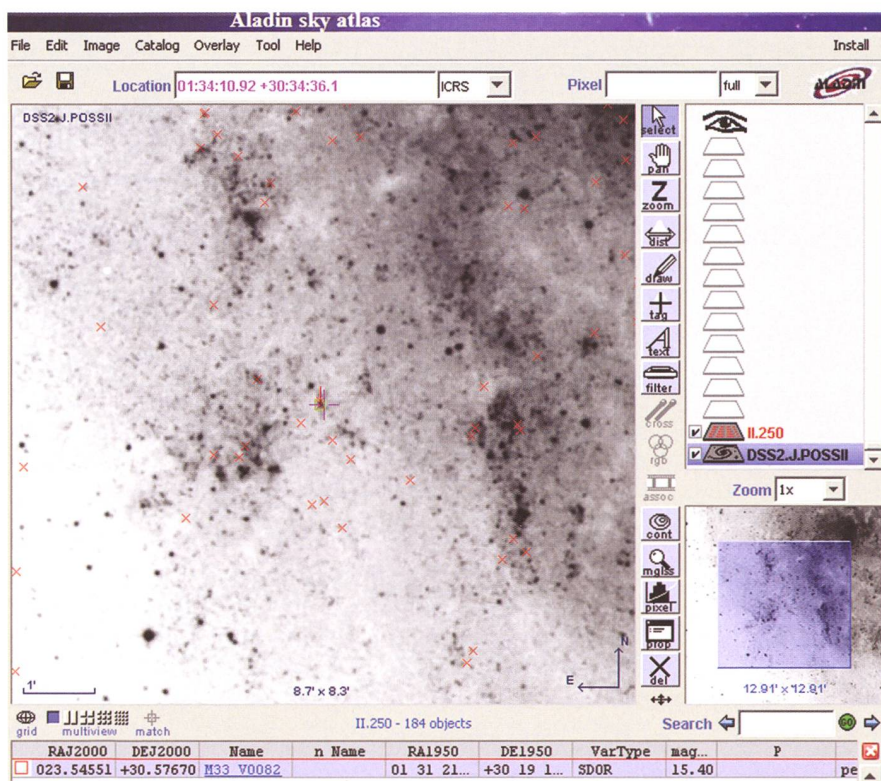 Aladin sky atlas
File Edit Image Catalog Overlay Tool Help Install
Location 01:34:10.92 +30:34:36.1 ICRS Pixel full ALADIN
DSS2.J.POSSII
select
pan
Z
zoom
dist
draw
tag
text
filter
cross
rgb
assoc
II.250
DSS2.J.POSSII
Zoom 1x
cont
mglss
pixel
prop
del
N
E
1'
8.7' x 8.3'
12.91' x 12.91'
grid multiview match II.250 - 184 objects Search GO
RAJ2000 DEJ2000 Name n Name RA1950 DE1950 VarType mag... P
023.54551 +30.57670 M33 V0082 01 31 21... +30 19 1... SDOR 15.40 pe